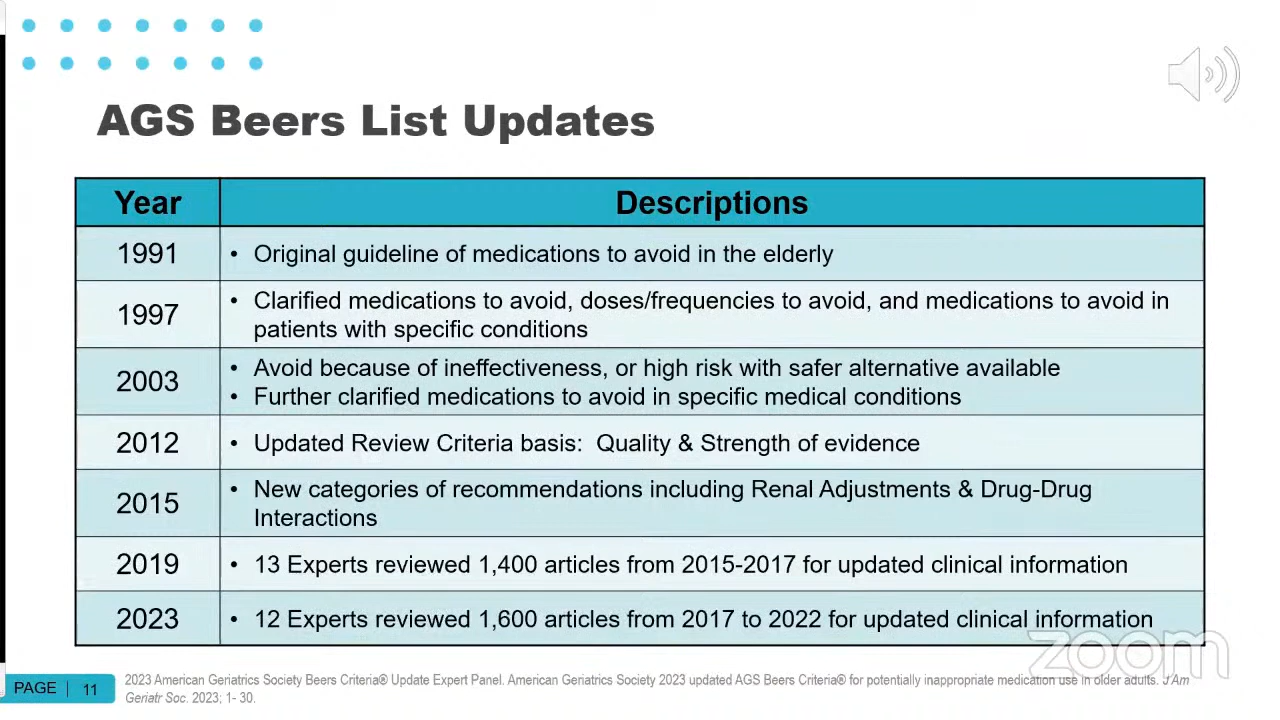 AGS Beers List Updates
Year Descriptions
1991 • Original guideline of medications to avoid in the elderly
1997 • Clarified medications to avoid, doses/frequencies to avoid, and medications to avoid in
patients with specific conditions
2003 • Avoid because of ineffectiveness, or high risk with safer alternative available
• Further clarified medications to avoid in specific medical conditions
2012 • Updated Review Criteria basis: Quality & Strength of evidence
2015 • New categories of recommendations including Renal Adjustments & Drug-Drug
Interactions
2019 • 13 Experts reviewed 1,400 articles from 2015-2017 for updated clinical information
2023 • 12 Experts reviewed 1,600 articles from 2017 to 2022 for updated clinical information
zoom
PAGE | 11
2023 American Geriatrics Society Beers Criteria® Update Expert Panel. American Geriatrics Society 2023 updated AGS Beers Criteria® for potentially inappropriate medication use in older adults. J Am
Geriatr Soc. 2023; 1- 30.